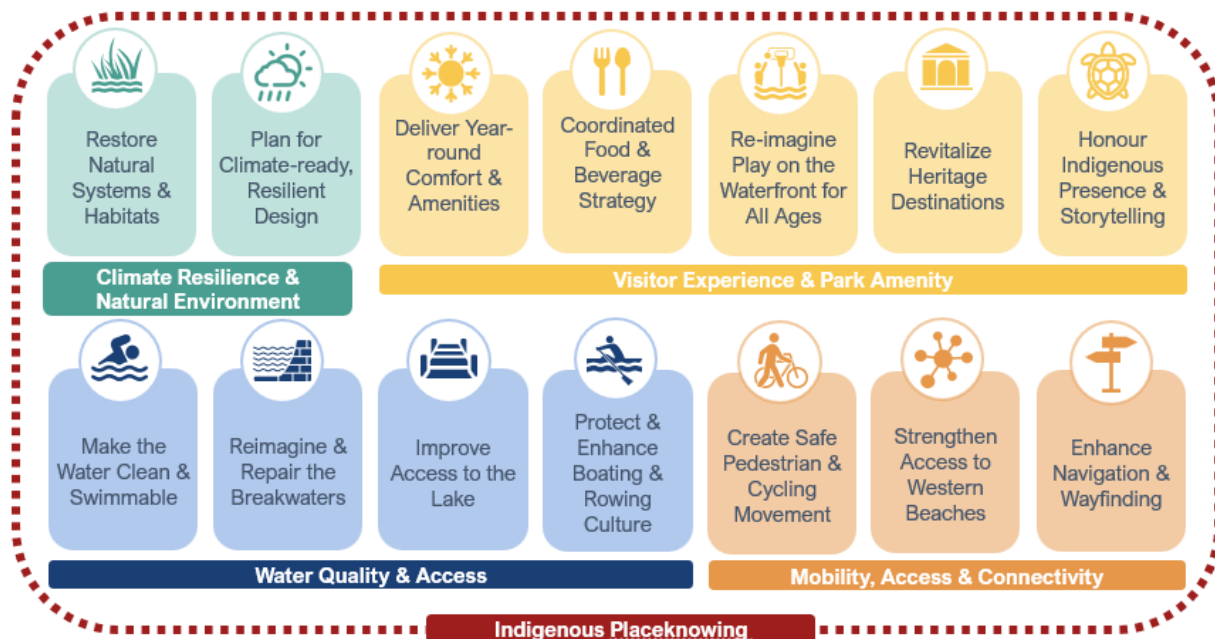 Restore
Natural
Systems &
Habitats
Plan for
Climate-ready,
Resilient
Design
Deliver Year-
round
Comfort &
Amenities
Coordinated
Food &
Beverage
Strategy
Re-imagine
Play on the
Waterfront for
All Ages
Revitalize
Heritage
Destinations
Honour
Indigenous
Presence &
Storytelling
Climate Resilience &
Natural Environment
Visitor Experience & Park Amenity
Make the
Water Clean &
Swimmable
Reimagine &
Repair the
Breakwaters
Improve
Access to the
Lake
Protect &
Enhance
Boating &
Rowing
Culture
Create Safe
Pedestrian &
Cycling
Movement
Strengthen
Access to
Western
Beaches
Enhance
Navigation &
Wayfinding
Water Quality & Access
Mobility, Access & Connectivity
Indigenous Placeknowing